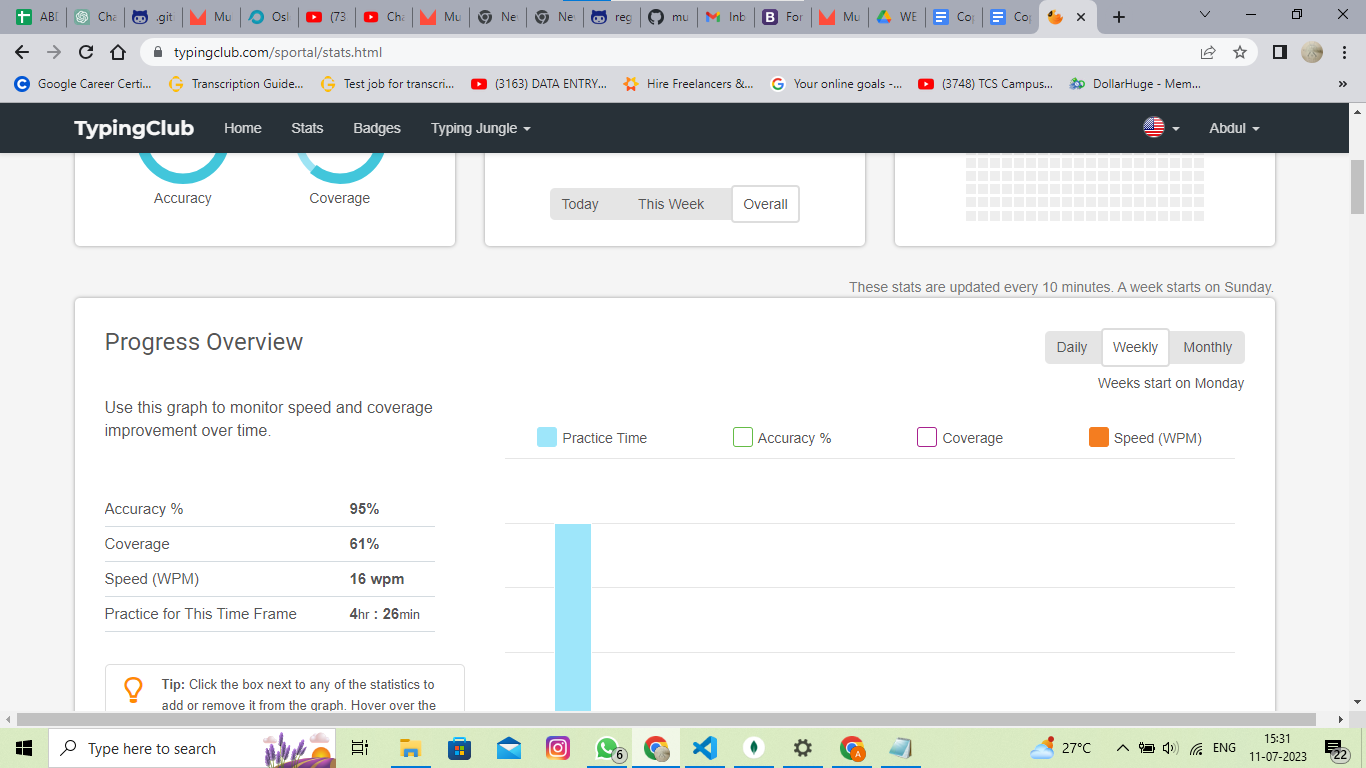 ABI Cha .git Mu Osl (73 Cha Mu Ne Ne reg mu Inb For Mu WE Cop Cop
typingclub.com/sportal/stats.html
Google Career Certi... Transcription Guide... Test job for transcri... (3163) DATA ENTRY... Hire Freelancers &... Your online goals -... (3748) TCS Campus... DollarHuge - Mem... »
TypingClub Home Stats Badges Typing Jungle Abdul
Accuracy Coverage
Today This Week Overall
These stats are updated every 10 minutes. A week starts on Sunday.
Progress Overview
Daily Weekly Monthly
Weeks start on Monday
Use this graph to monitor speed and coverage
improvement over time.
Practice Time Accuracy % Coverage Speed (WPM)
Accuracy % 95%
Coverage 61%
Speed (WPM) 16 wpm
Practice for This Time Frame 4hr : 26min
Tip: Click the box next to any of the statistics to
add or remove it from the graph. Hover over the
Type here to search 6 A 27°C ENG 15:31
11-07-2023 22